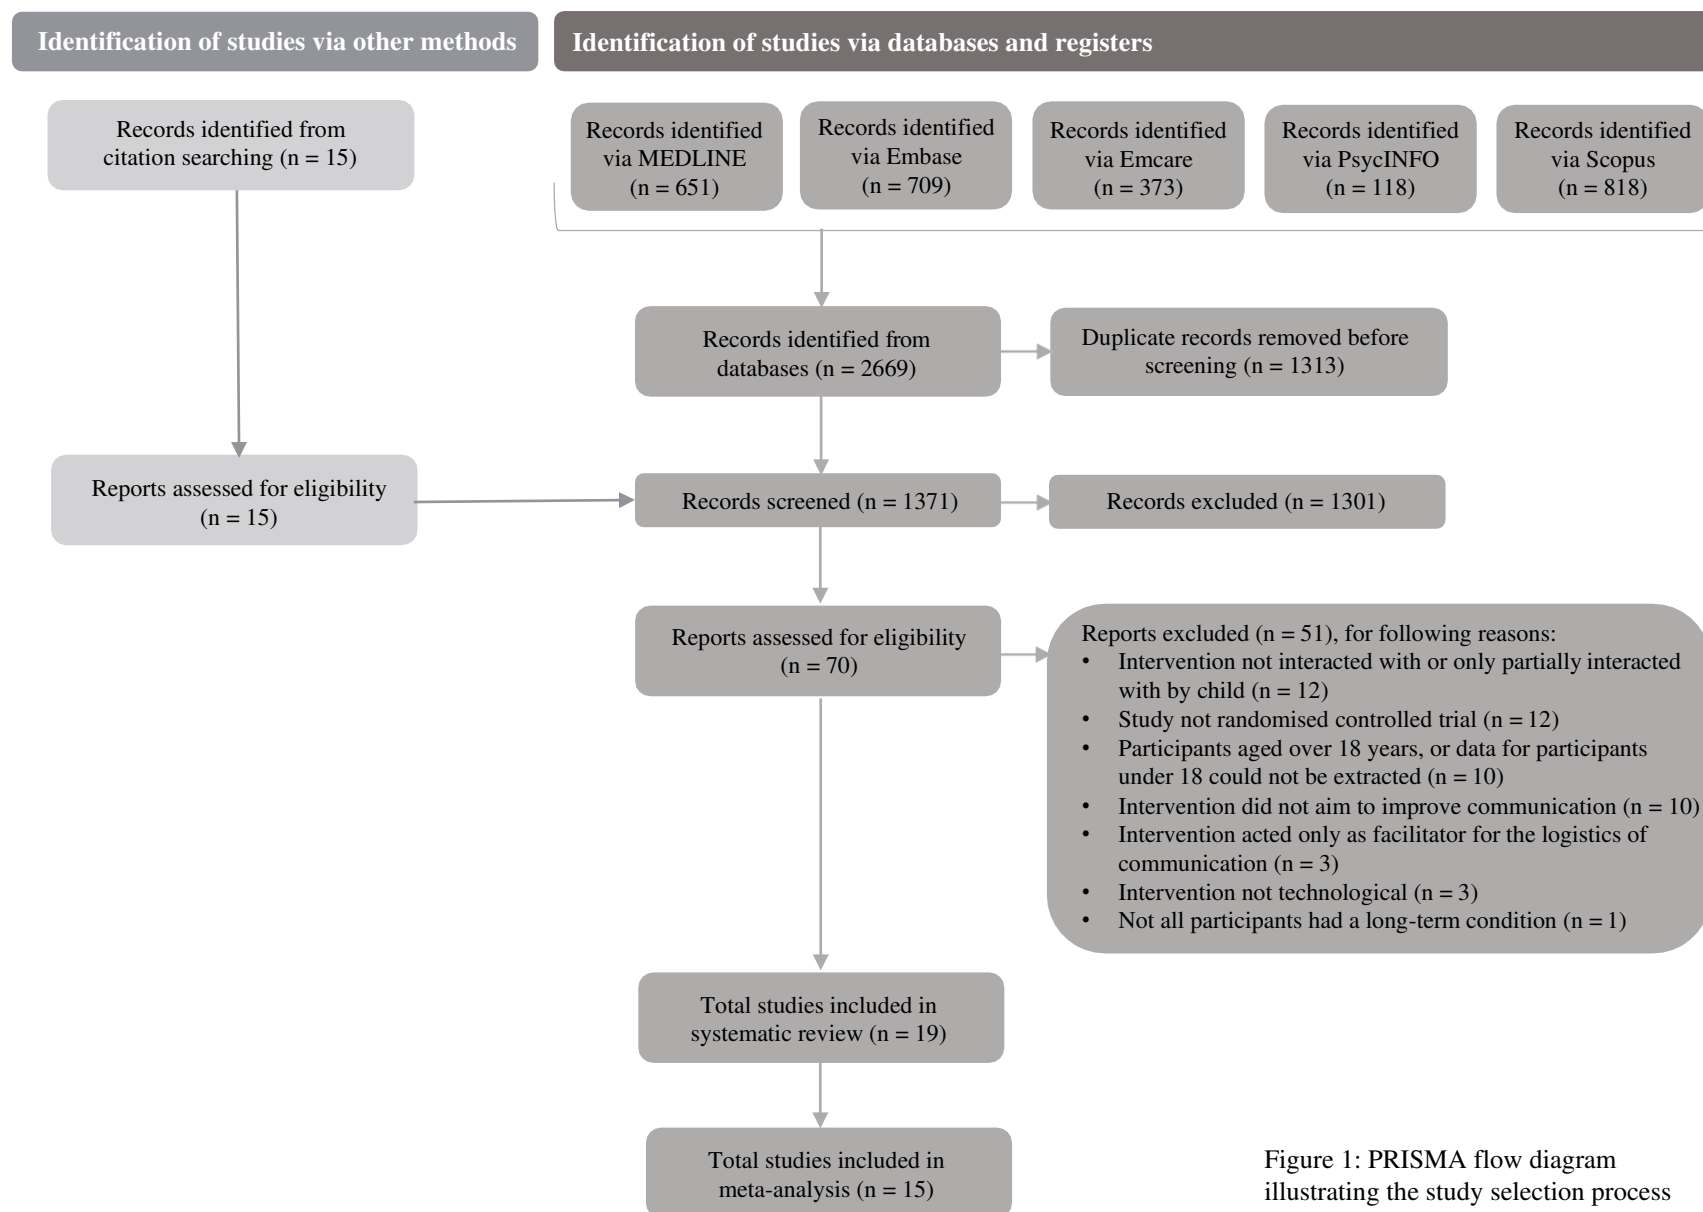 Identification of studies via other methods
Identification of studies via databases and registers
Records identified from
citation searching (n = 15)
Records identified
via MEDLINE
(n = 651)
Records identified
via Embase
(n = 709)
Records identified
via Emcare
(n = 373)
Records identified
via PsycINFO
(n = 118)
Records identified
via Scopus
(n = 818)
Records identified from
databases (n = 2669)
Duplicate records removed before
screening (n = 1313)
Reports assessed for eligibility
(n = 15)
Records screened (n = 1371)
Records excluded (n = 1301)
Reports assessed for eligibility
(n = 70)
Reports excluded (n = 51), for following reasons:
• Intervention not interacted with or only partially interacted
with by child (n = 12)
• Study not randomised controlled trial (n = 12)
• Participants aged over 18 years, or data for participants
under 18 could not be extracted (n = 10)
• Intervention did not aim to improve communication (n = 10)
• Intervention acted only as facilitator for the logistics of
communication (n = 3)
• Intervention not technological (n = 3)
• Not all participants had a long-term condition (n = 1)
Total studies included in
systematic review (n = 19)
Total studies included in
meta-analysis (n = 15)
Figure 1: PRISMA flow diagram
illustrating the study selection process